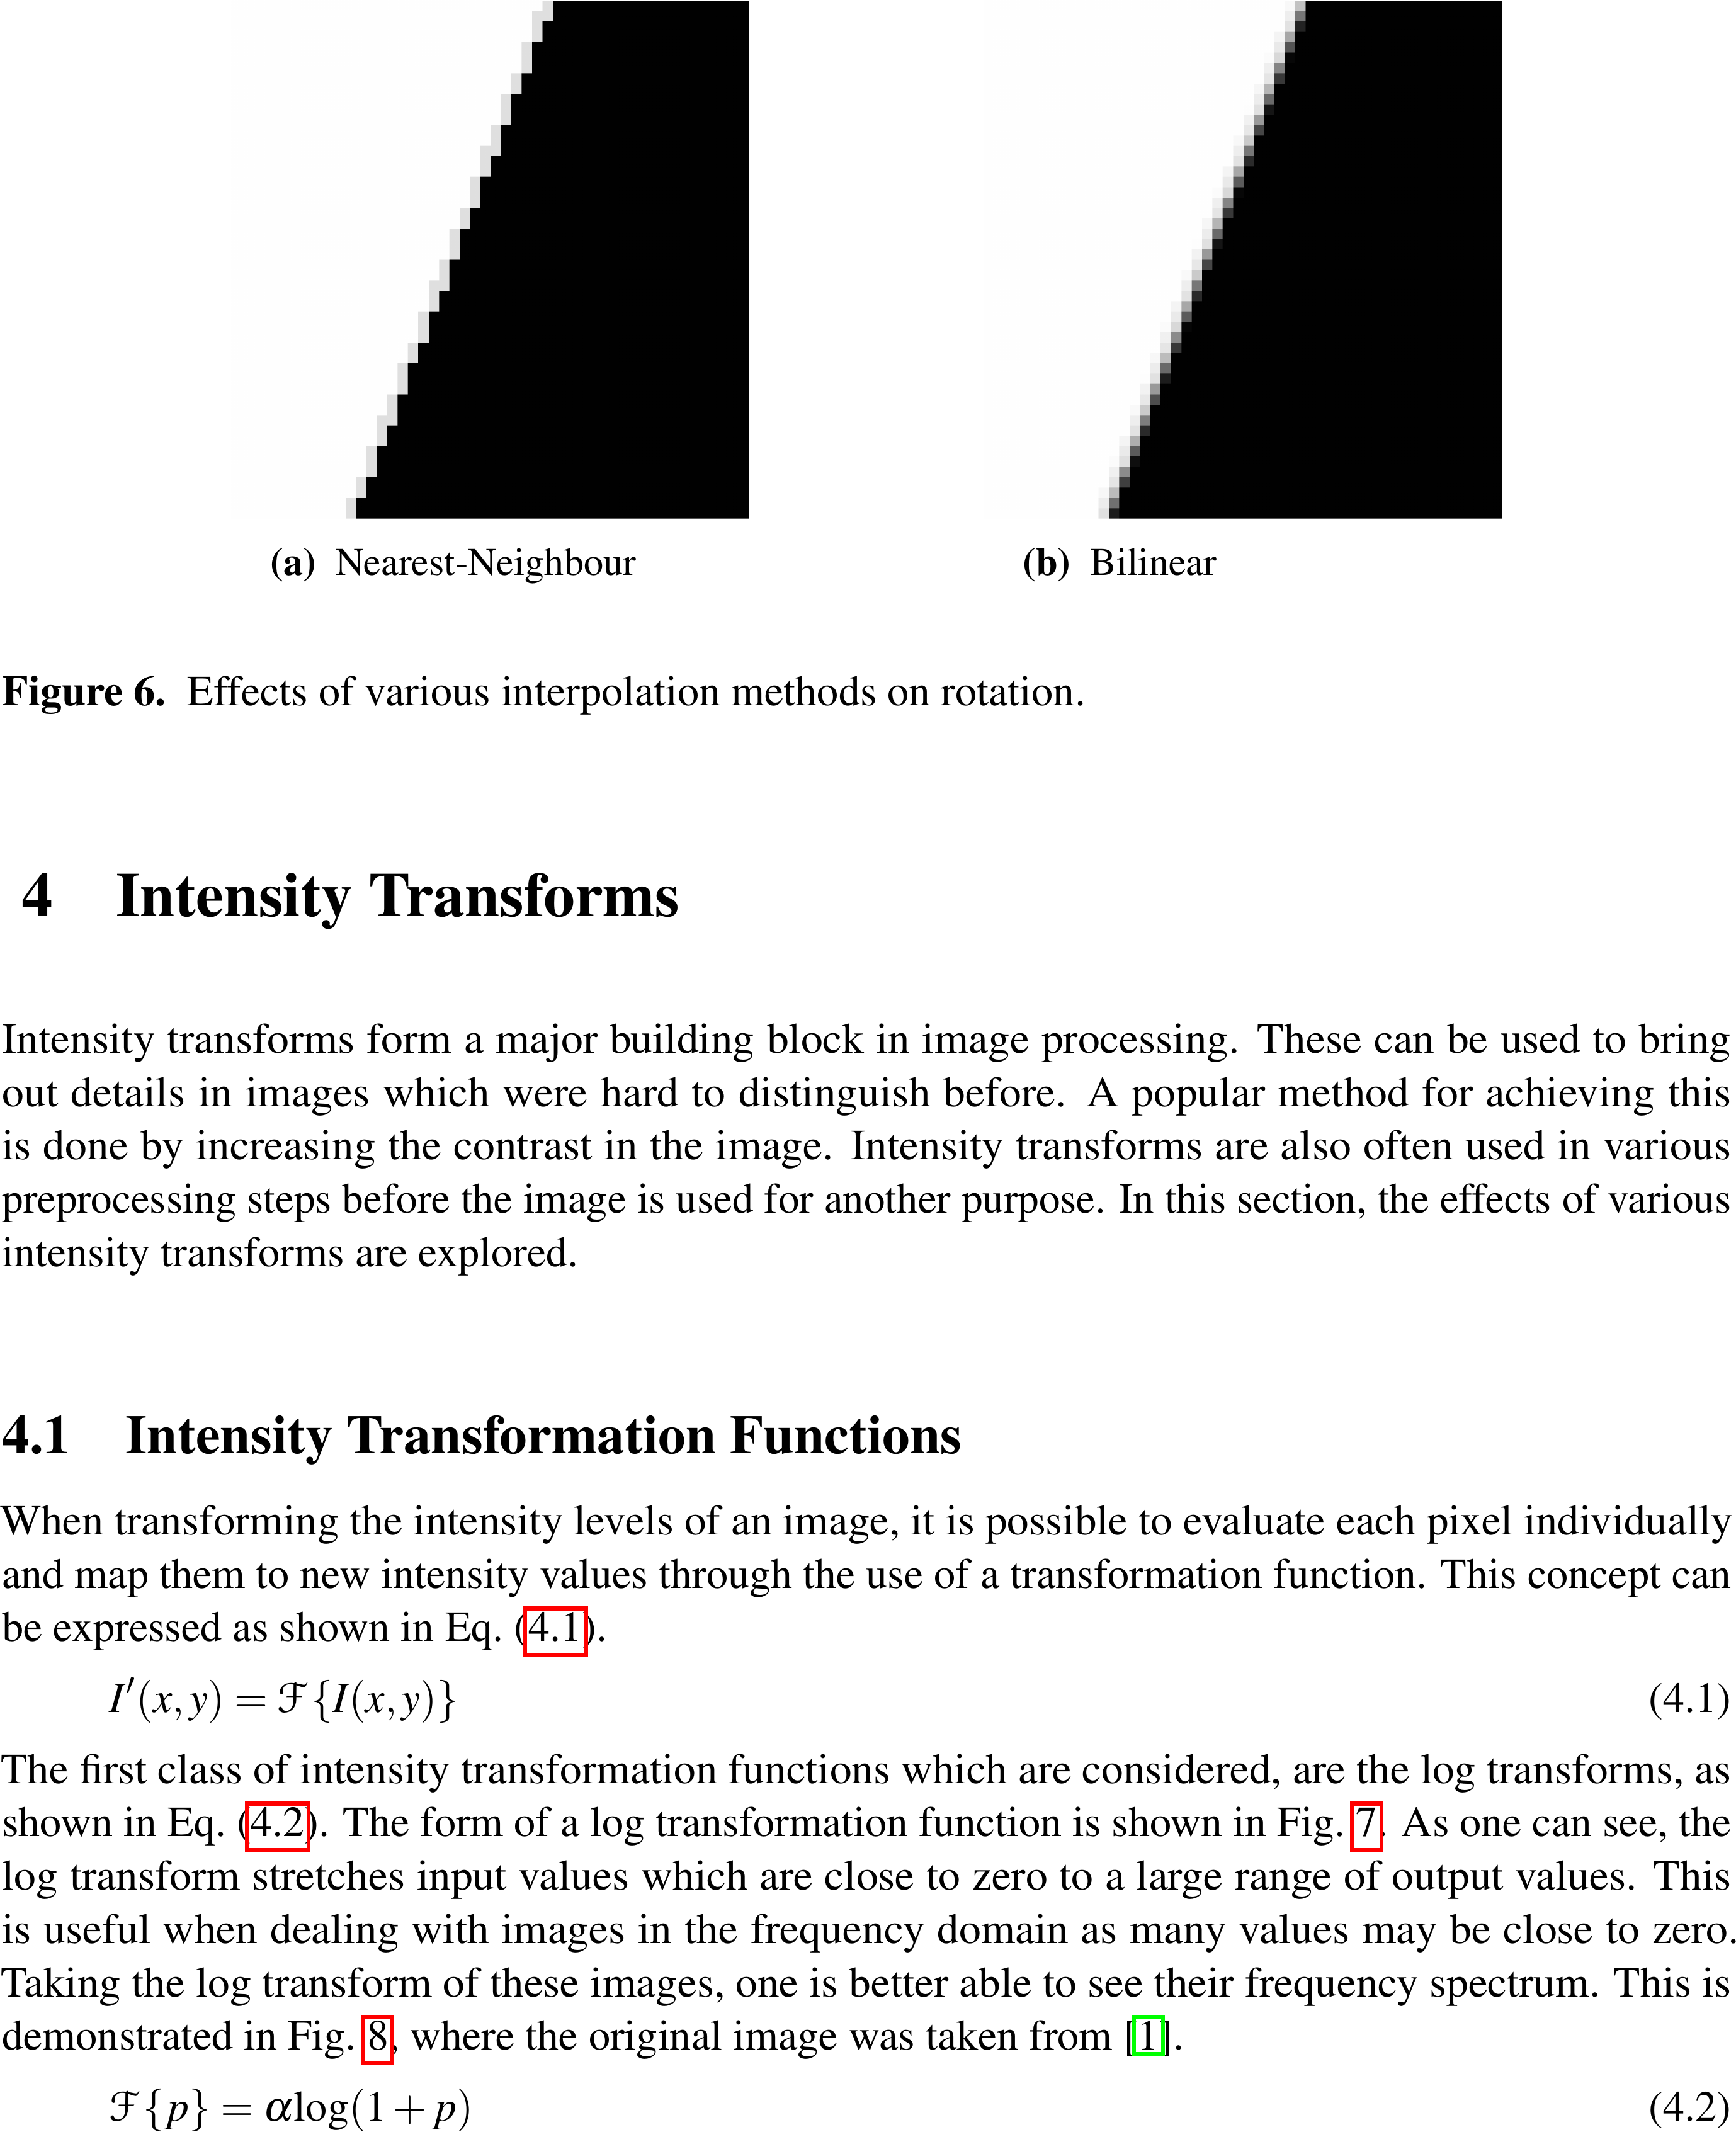 (a) Nearest-Neighbour
(b) Bilinear
Figure 6. Effects of various interpolation methods on rotation.
4 Intensity Transforms
Intensity transforms form a major building block in image processing. These can be used to bring
out details in images which were hard to distinguish before. A popular method for achieving this
is done by increasing the contrast in the image. Intensity transforms are also often used in various
preprocessing steps before the image is used for another purpose. In this section, the effects of various
intensity transforms are explored.
4.1 Intensity Transformation Functions
When transforming the intensity levels of an image, it is possible to evaluate each pixel individually
and map them to new intensity values through the use of a transformation function. This concept can
be expressed as shown in Eq. (4.1).
I′(x,y) = ℱ{I(x,y)} (4.1)
The first class of intensity transformation functions which are considered, are the log transforms, as
shown in Eq. (4.2). The form of a log transformation function is shown in Fig. 7. As one can see, the
log transform stretches input values which are close to zero to a large range of output values. This
is useful when dealing with images in the frequency domain as many values may be close to zero.
Taking the log transform of these images, one is better able to see their frequency spectrum. This is
demonstrated in Fig. 8, where the original image was taken from [1].
ℱ{p} = αlog(1 + p) (4.2)